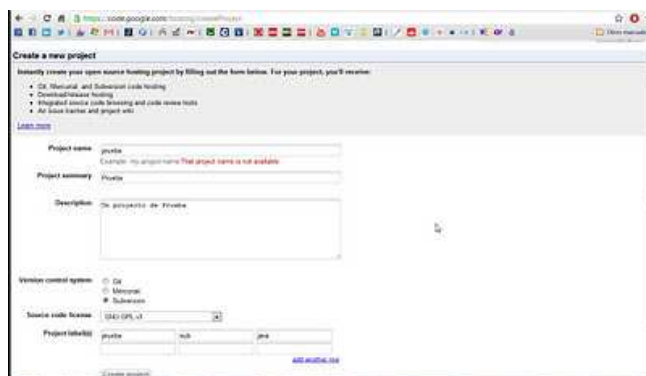 code.google.com/hosting/createProject
Create a new project
Instantly create your open source hosting project by filling out the form below. For your project, you'll receive:
Git, Mercurial, and Subversion code hosting
Download/release hosting
Integrated source code browsing and code review tools
An issue tracker and project wiki
Learn more
Project name
prueba
Example: my-project-name That project name is not available
Project summary
Prueba
Description
Un proyecto de Prueba
Version control system
Git
Mercurial
Subversion
Source code license
GNU GPL v3
Project label(s)
prueba
java
add another row
Create project